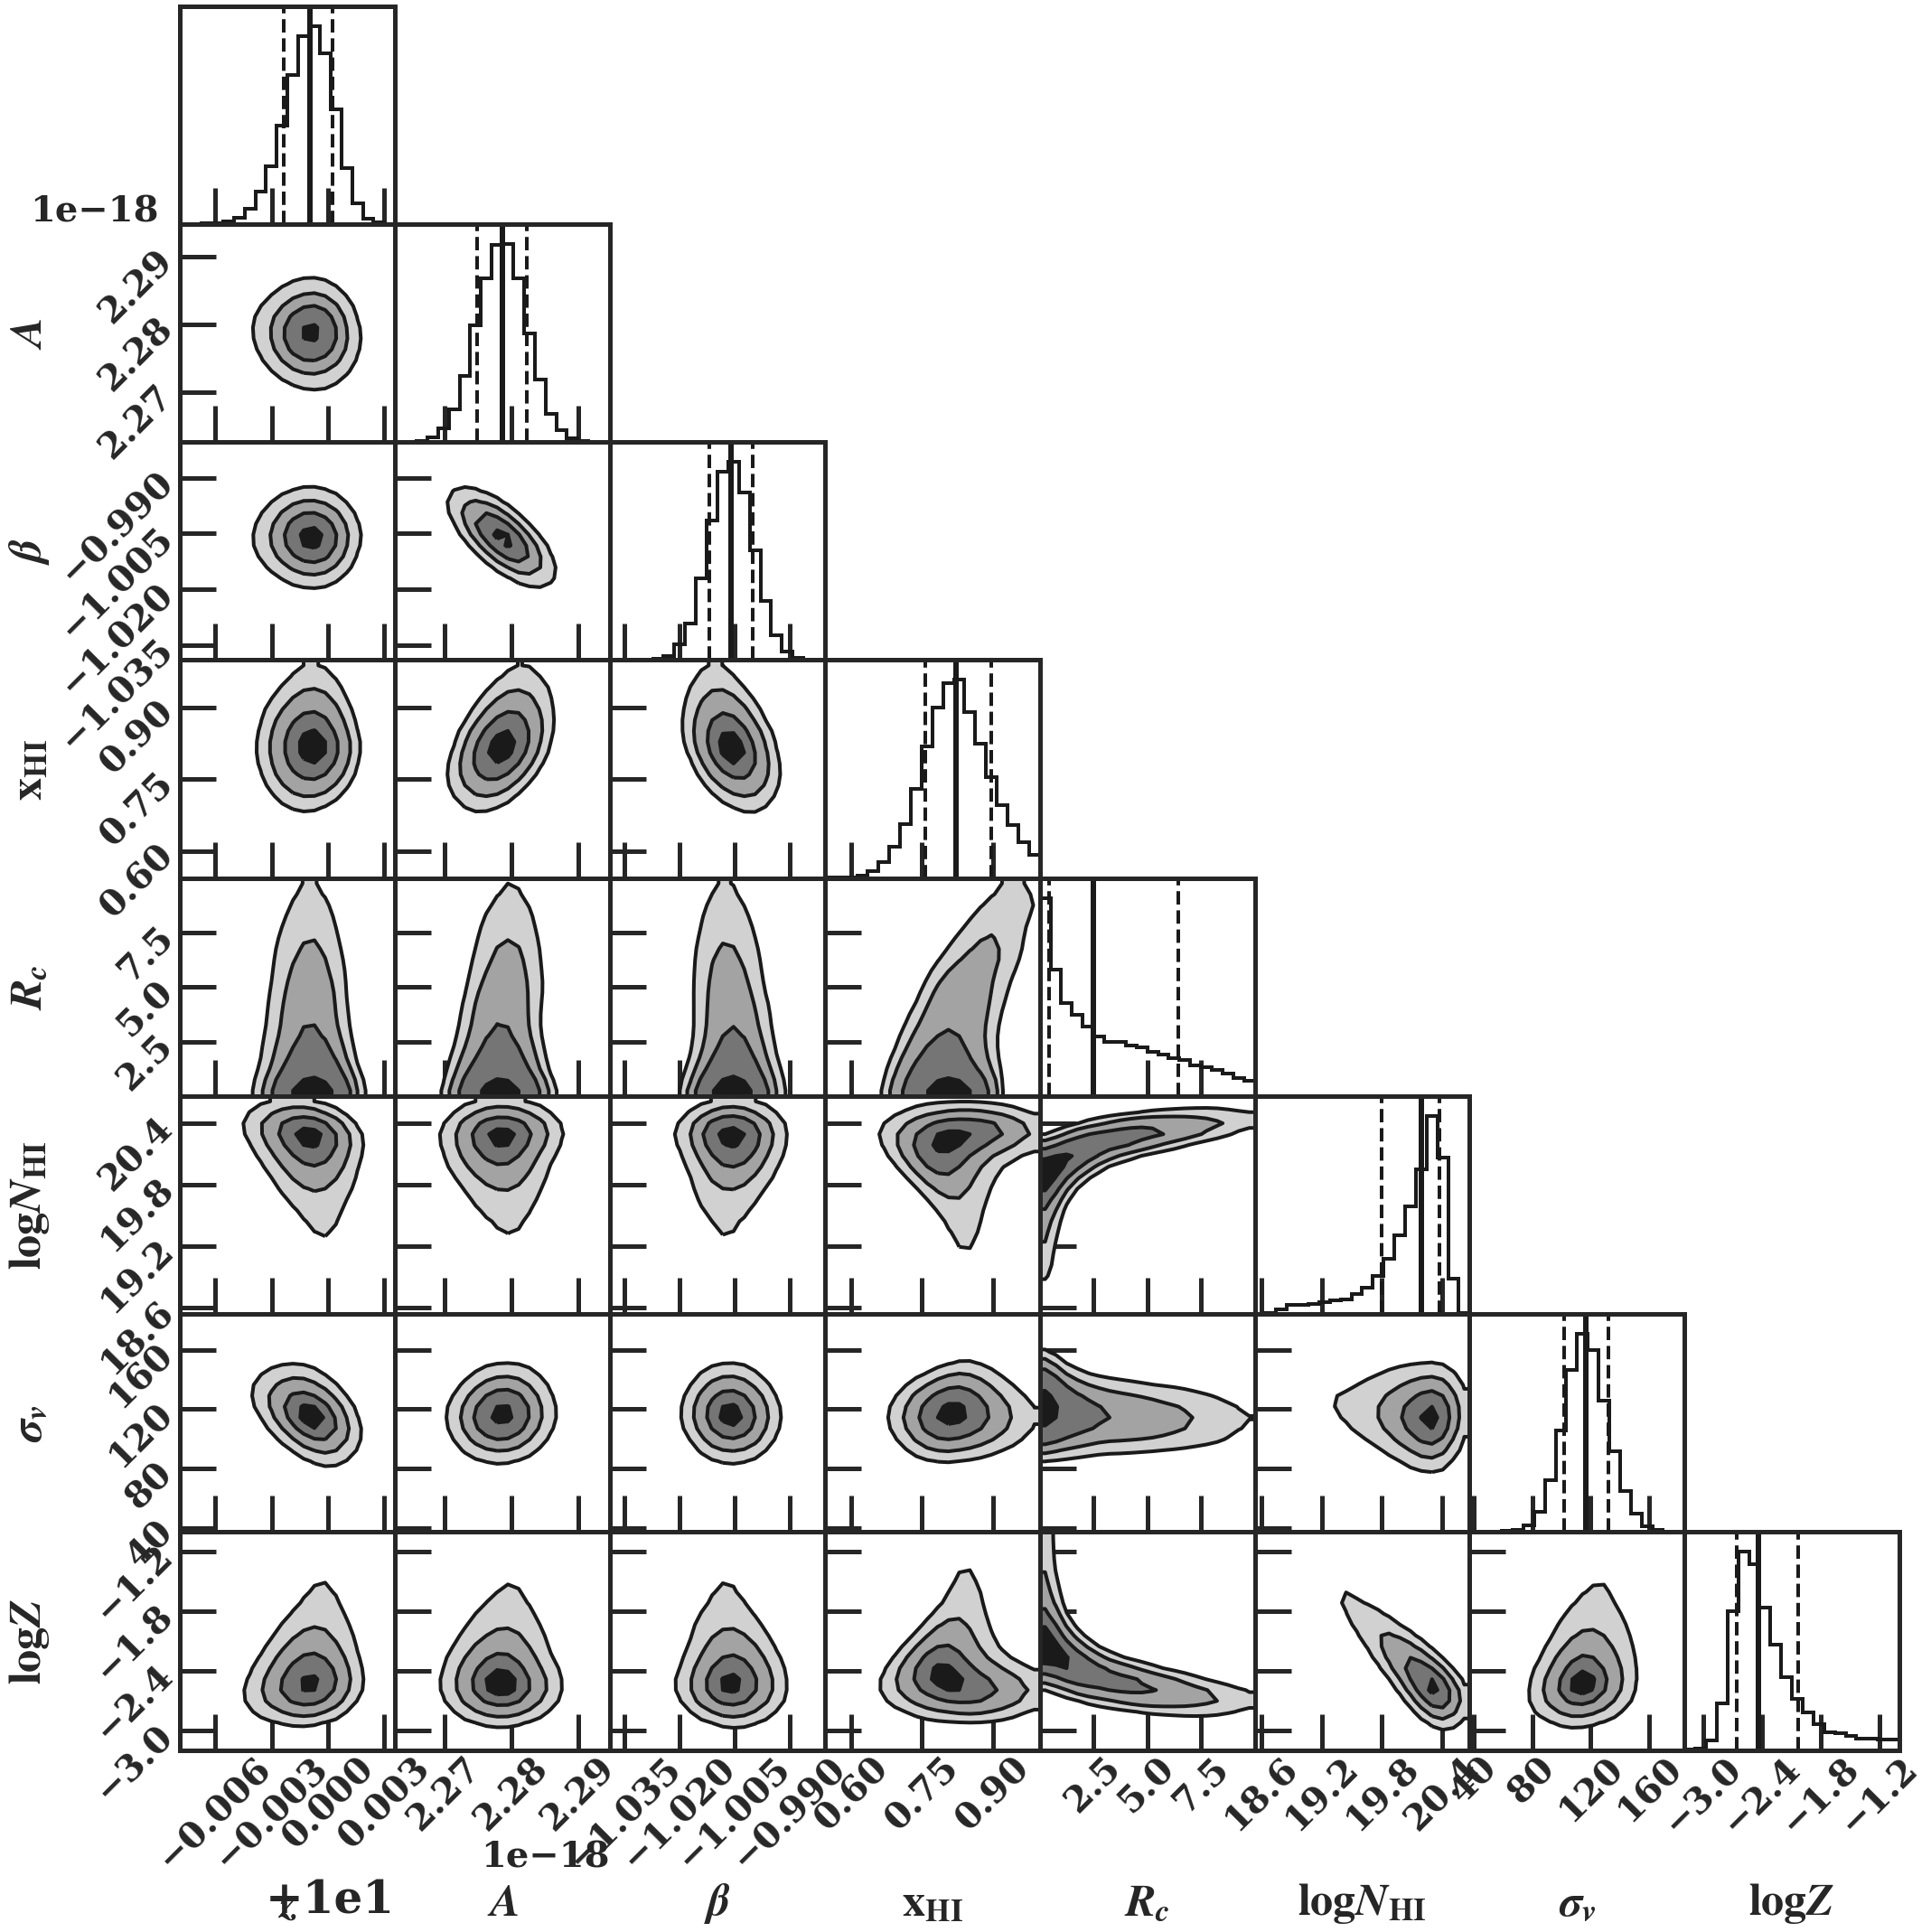 1e−18
A
2.29
2.28
2.27
β
−0.990
−1.005
−1.020
−1.035
xHI
0.90
0.75
0.60
Rc
7.5
5.0
2.5
logNHI
20.4
19.8
19.2
18.6
σv
160
120
80
40
logZ
−1.2
−1.8
−2.4
−3.0
−0.006 −0.003 0.000 0.003 2.27 2.28 2.29 −1.035 −1.020 −1.005 −0.990 0.60 0.75 0.90 2.5 5.0 7.5 18.6 19.2 19.8 20.4 40 80 120 160 −3.0 −2.4 −1.8 −1.2
1e−18
+1e1
z A β xHI Rc logNHI σv logZ